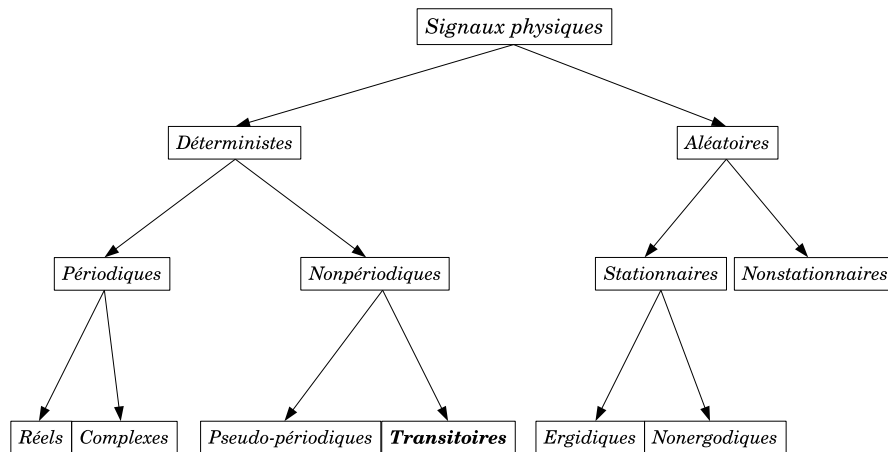 Signaux physiques
Déterministes
Aléatoires
Périodiques
Nonpériodiques
Stationnaires
Nonstationnaires
Réels
Complexes
Pseudo-périodiques
Transitoires
Ergidiques
Nonergodiques